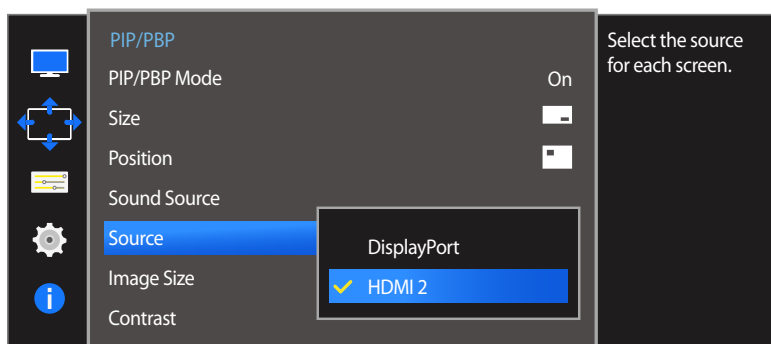 PIP/PBP
PIP/PBP Mode On
Size
Position
Sound Source
Source
Image Size
Contrast
DisplayPort
HDMI 2
Select the source
for each screen.
i